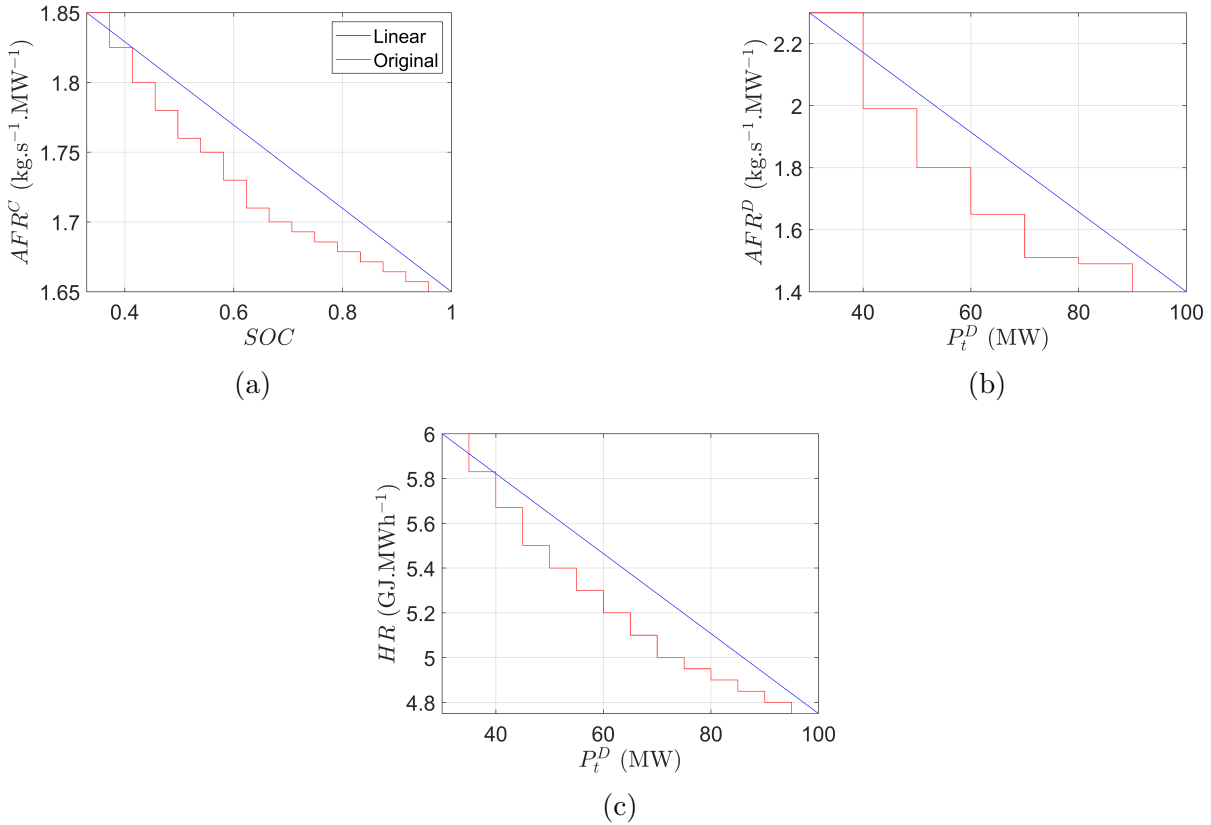 1.85
1.8
1.75
1.7
1.65
0.4 0.6 0.8 1
AFR^C (kg.s⁻¹.MW⁻¹)
SOC
Linear
Original
(a)
2.2
2
1.8
1.6
1.4
40 60 80 100
AFR^D (kg.s⁻¹.MW⁻¹)
P_t^D (MW)
(b)
6
5.8
5.6
5.4
5.2
5
4.8
40 60 80 100
HR (GJ.MWh⁻¹)
P_t^D (MW)
(c)